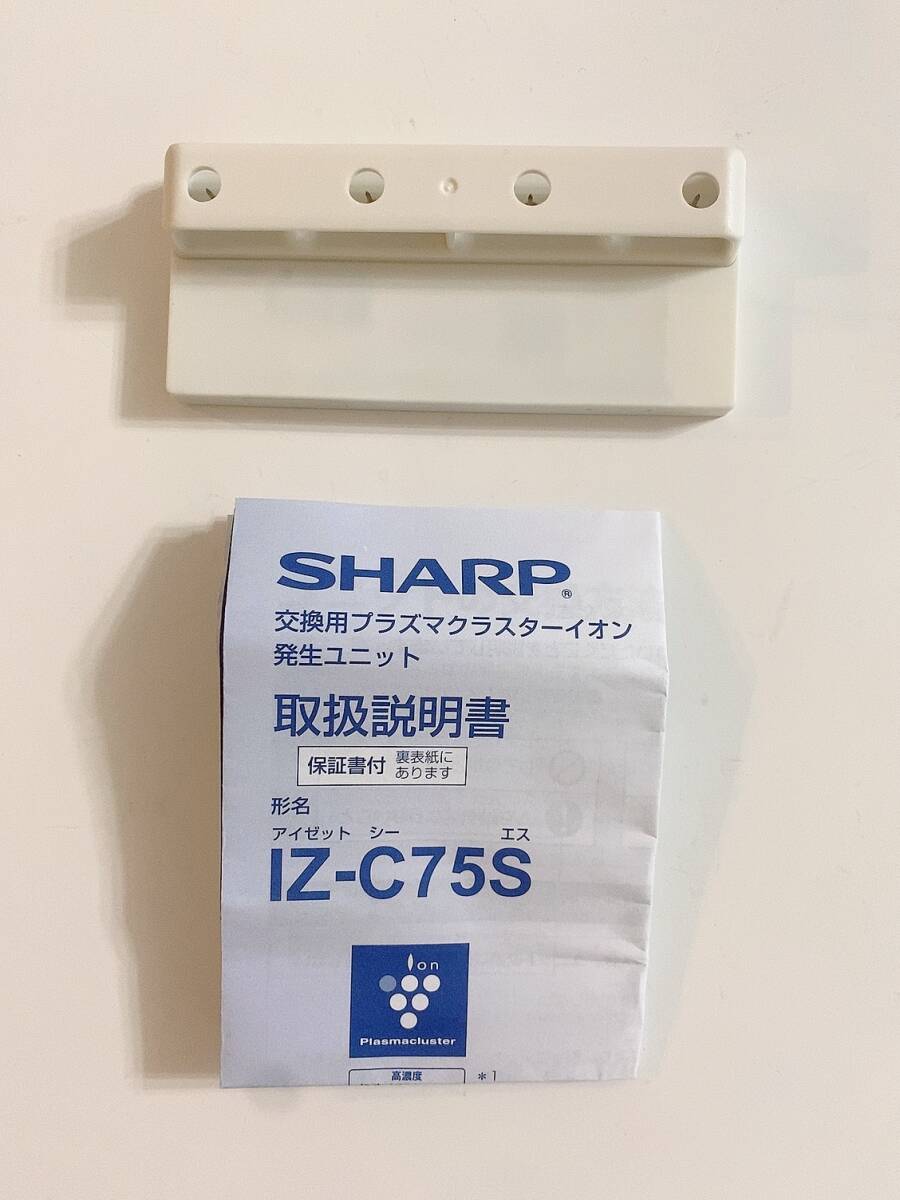 SHARP®
交換用プラズマクラスターイオン
発生ユニット
取扱説明書
保証書付 裏表紙に
あります
形名
アイゼット シー エス
IZ-C75S
Ion
Plasmacluster
高濃度
*1